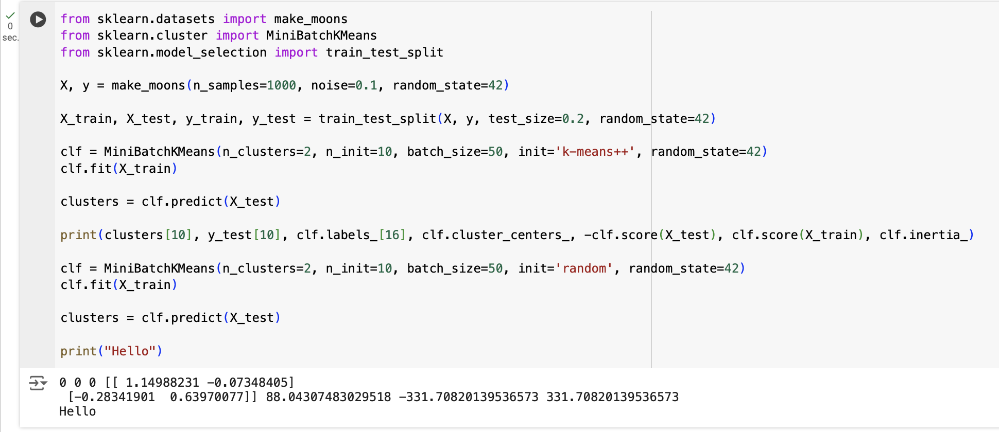 0
sec.
from sklearn.datasets import make_moons
from sklearn.cluster import MiniBatchKMeans
from sklearn.model_selection import train_test_split
X, y = make_moons(n_samples=1000, noise=0.1, random_state=42)
X_train, X_test, y_train, y_test = train_test_split(X, y, test_size=0.2, random_state=42)
clf = MiniBatchKMeans(n_clusters=2, n_init=10, batch_size=50, init='k-means++', random_state=42)
clf.fit(X_train)
clusters = clf.predict(X_test)
print(clusters[10], y_test[10], clf.labels_[16], clf.cluster_centers_, -clf.score(X_test), clf.score(X_train), clf.inertia_)
clf = MiniBatchKMeans(n_clusters=2, n_init=10, batch_size=50, init='random', random_state=42)
clf.fit(X_train)
clusters = clf.predict(X_test)
print("Hello")
0 0 0 [[ 1.14988231 -0.07348405]
 [-0.28341901  0.63970077]] 88.04307483029518 -331.70820139536573 331.70820139536573
Hello